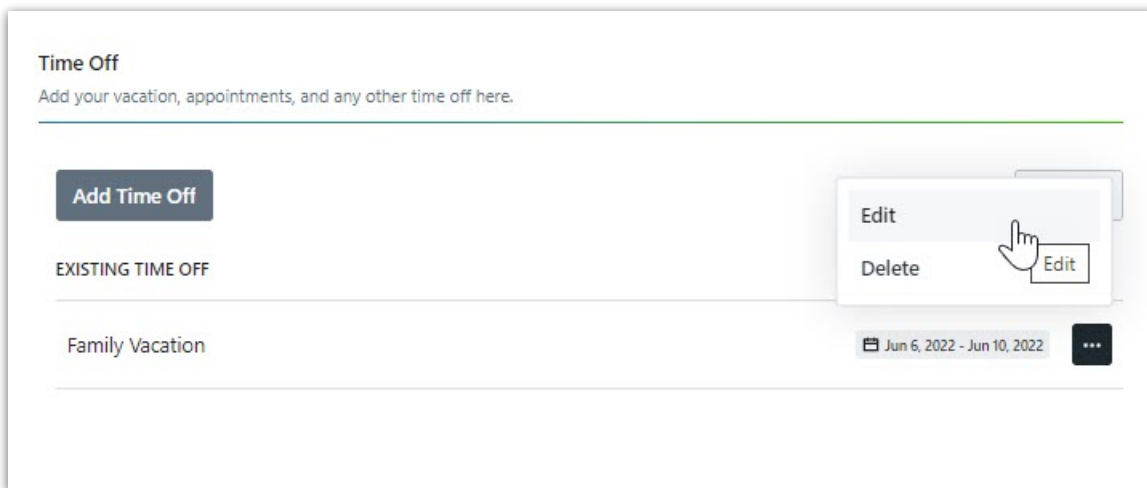 Time Off
Add your vacation, appointments, and any other time off here.
Add Time Off
Edit
EXISTING TIME OFF
Delete
Edit
Family Vacation
Jun 6, 2022 - Jun 10, 2022